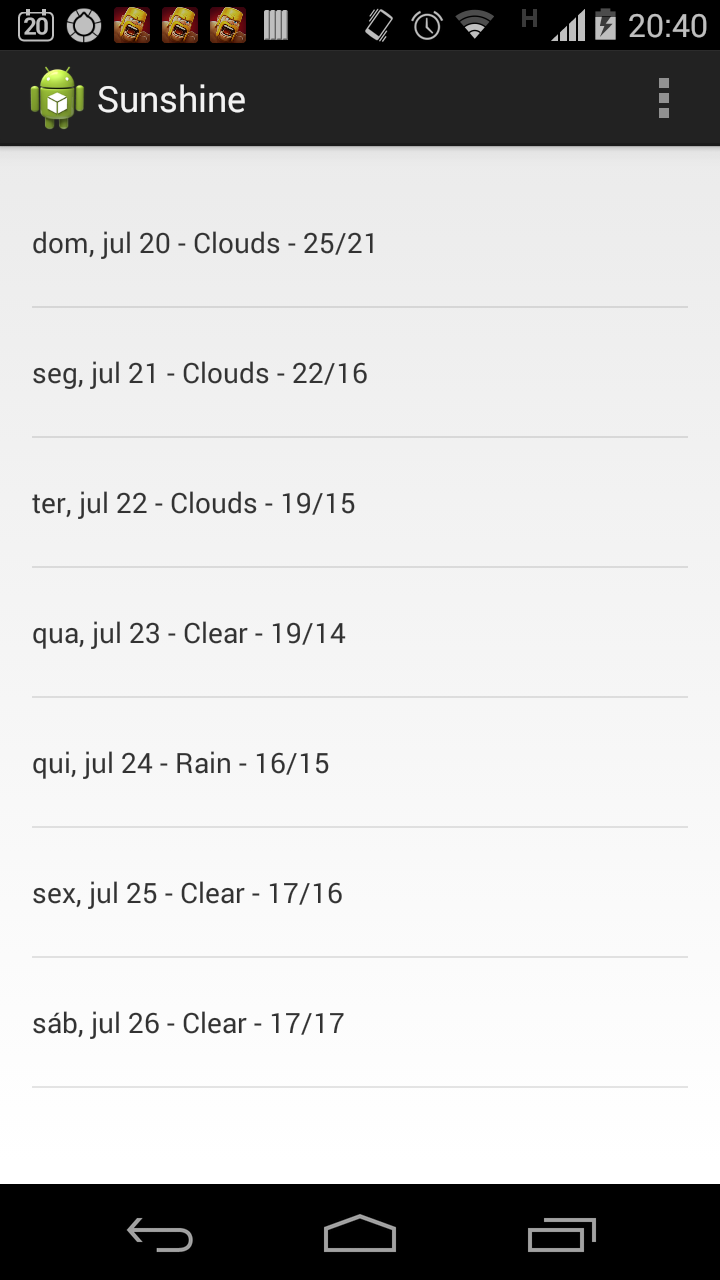 20 H 20:40
Sunshine
dom, jul 20 - Clouds - 25/21
seg, jul 21 - Clouds - 22/16
ter, jul 22 - Clouds - 19/15
qua, jul 23 - Clear - 19/14
qui, jul 24 - Rain - 16/15
sex, jul 25 - Clear - 17/16
sáb, jul 26 - Clear - 17/17